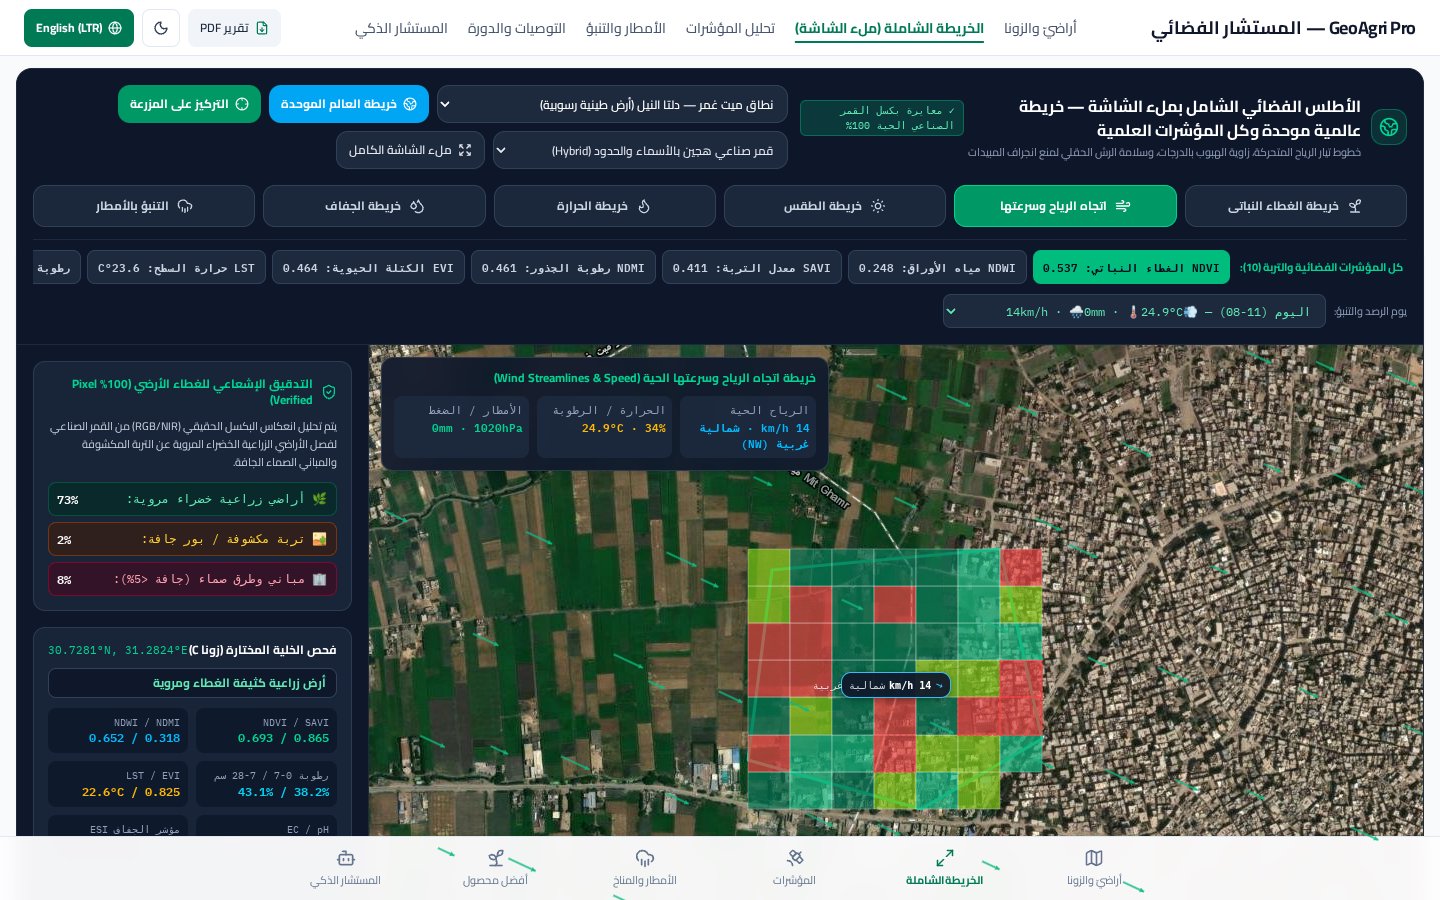 GeoAgri Pro — المستشار الفضائي
أراضيّ والزونا
الخريطة الشاملة (ملء الشاشة)
تحليل المؤشرات
الأمطار والتنبؤ
التوصيات والدورة
المستشار الذكي
تقرير PDF
English (LTR)
الأطلس الفضائي الشامل بملء الشاشة — خريطة
عالمية موحدة وكل المؤشرات العلمية
خطوط تيار الرياح المتحركة، زاوية الهبوب بالدرجات، وسلامة الرش الحقلي لمنع انجراف المبيدات
✓ معايرة بكسل القمر
الصناعي الحية 100%
نطاق ميت غمر — دلتا النيل (أرض طينية رسوبية)
خريطة العالم الموحدة
التركيز على المزرعة
قمر صناعي هجين بالأسماء والحدود (Hybrid)
ملء الشاشة الكامل
خريطة الغطاء النباتى
اتجاه الرياح وسرعتها
خريطة الطقس
خريطة الحرارة
خريطة الجفاف
التنبؤ بالأمطار
كل المؤشرات الفضائية والتربة (10):
NDVI الغطاء النباتي: 0.537
NDWI مياه الأوراق: 0.248
SAVI معدل التربة: 0.411
NDMI رطوبة الجذور: 0.461
EVI الكتلة الحيوية: 0.464
LST حرارة السطح: 23.6°C
رطوبة
يوم الرصد والتنبؤ:
اليوم (11-08) — 🌡️24.9°C · 🌧️0mm · 💨14km/h
خريطة اتجاه الرياح وسرعتها الحية (Wind Streamlines & Speed)
الرياح الحية
14 km/h · شمالية
غربية (NW)
الحرارة / الرطوبة
24.9°C · 34%
الأمطار / الضغط
0mm · 1020hPa
Mit Ghamr
14 km/h شمالية غربية
التدقيق الإشعاعي للغطاء الأرضي (100% Pixel
Verified)
يتم تحليل انعكاس البكسل الحقيقي (RGB/NIR) من القمر الصناعي
لفصل الأراضي الزراعية الخضراء المروية عن التربة المكشوفة
والمباني الصماء الجافة.
🌿 أراضي زراعية خضراء مروية: 73%
🏜️ تربة مكشوفة / بور جافة: 2%
🏢 مباني وطرق صماء (جافة <5%): 8%
فحص الخلية المختارة (زونا C)
30.7281°N, 31.2824°E
أرض زراعية كثيفة الغطاء ومروية
NDVI / SAVI
0.693 / 0.865
NDWI / NDMI
0.652 / 0.318
رطوبة 0-7 / 7-28 سم
43.1% / 38.2%
LST / EVI
22.6°C / 0.825
EC / pH
مؤشر الجفاف ESI
أراضيّ والزونا
الخريطة الشاملة
المؤشرات
الأمطار والمناخ
أفضل محصول
المستشار الذكي